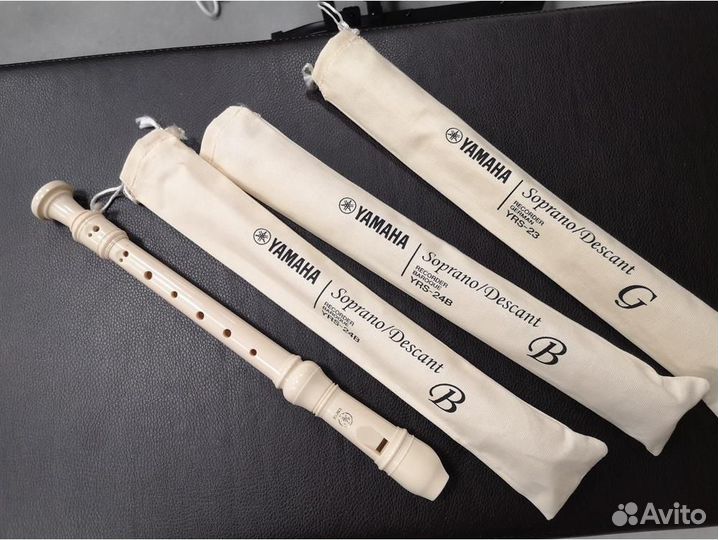 YAMAHA
Soprano/Descant
RECORDER
GERMAN
YRS-23
G
YAMAHA
Soprano/Descant
RECORDER
BAROQUE
YRS-24B
B
YAMAHA
Soprano/Descant
RECORDER
BAROQUE
YRS-24B
B
Avito